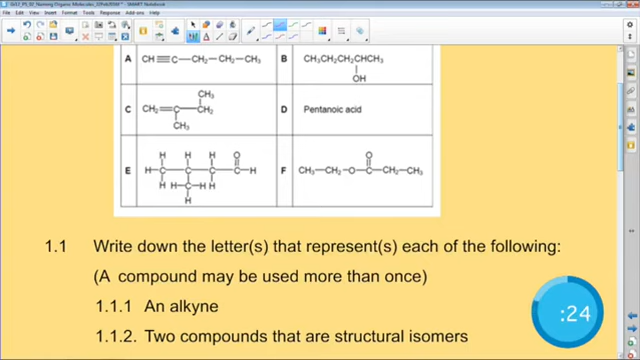 Gr12_PS_02_Naming Organic Molecules_GTish/ESM * - SMART Notebook
File Edit View Insert Format Tools Add-ons Help
A CH≡C—CH2—CH2—CH3 B CH3CH2CH2CHCH3
OH
CH3
C CH2=C—CH2 D Pentanoic acid
CH3
H H H O
E H—C—C—C—C—H F CH3—CH2—O—C—CH2—CH3
O
H H—C—H H
H
1.1 Write down the letter(s) that represent(s) each of the following:
(A compound may be used more than once)
1.1.1 An alkyne
1.1.2. Two compounds that are structural isomers
:24